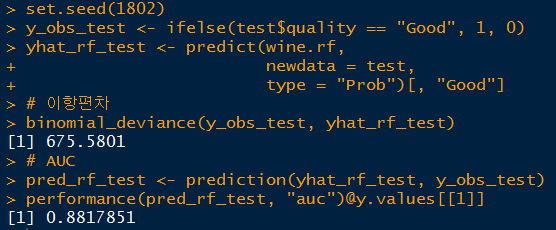 > set.seed(1802)
> y_obs_test <- ifelse(test$quality == "Good", 1, 0)
> yhat_rf_test <- predict(wine.rf,
+                         newdata = test,
+                         type = "Prob")[, "Good"]
> # 이항편차
> binomial_deviance(y_obs_test, yhat_rf_test)
[1] 675.5801
> # AUC
> pred_rf_test <- prediction(yhat_rf_test, y_obs_test)
> performance(pred_rf_test, "auc")@y.values[[1]]
[1] 0.8817851